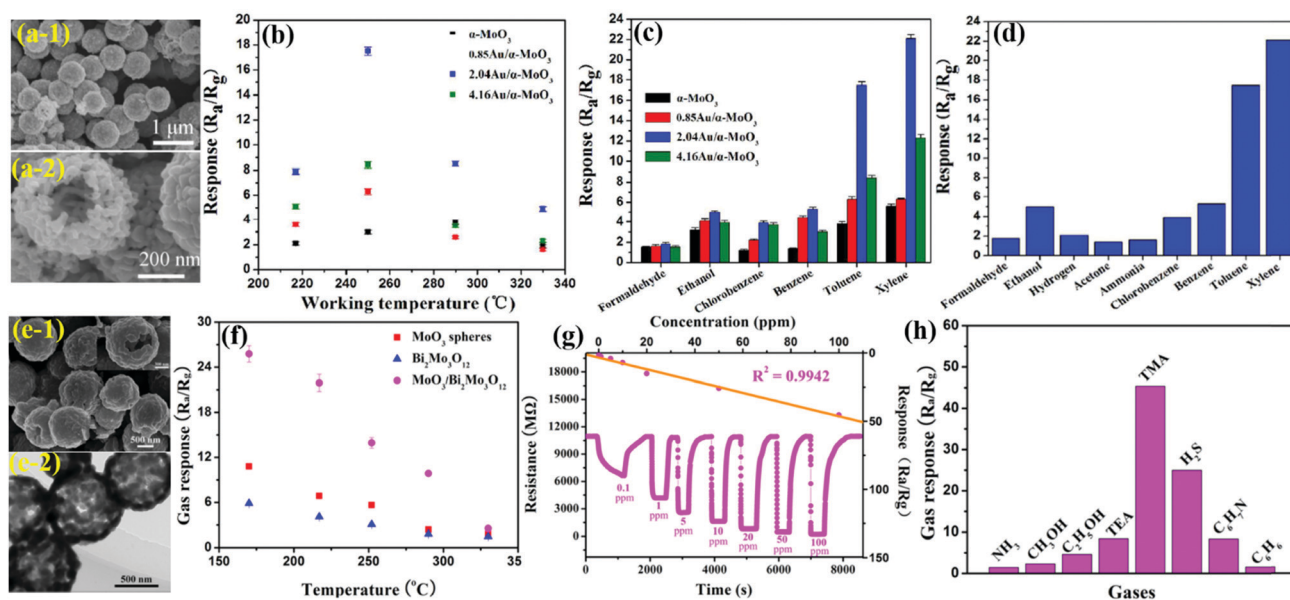 (a-1)
1 μm
(a-2)
200 nm
(b)
Response (Ra/Rg)
20
18
16
14
12
10
8
6
4
2
0
α-MoO3
0.85Au/α-MoO3
2.04Au/α-MoO3
4.16Au/α-MoO3
200 220 240 260 280 300 320 340
Working temperature (℃)
(c)
Response (Ra/Rg)
24
22
20
18
16
14
12
10
8
6
4
2
0
α-MoO3
0.85Au/α-MoO3
2.04Au/α-MoO3
4.16Au/α-MoO3
Formaldehyde
Ethanol
Chlorobenzene
Benzene
Toluene
Xylene
(d)
Response (Ra/Rg)
24
22
20
18
16
14
12
10
8
6
4
2
0
Formaldehyde
Ethanol
Hydrogen
Acetone
Ammonia
Chlorobenzene
Benzene
Toluene
Xylene
(e-1)
500 nm
(e-2)
500 nm
(f)
Gas response (Ra/Rg)
30
24
18
12
6
0
MoO3 spheres
Bi2Mo3O12
MoO3/Bi2Mo3O12
150 200 250 300 350
Temperature (°C)
(g)
Concentration (ppm)
0 20 40 60 80 100
Resistance (MΩ)
18000
15000
12000
9000
6000
3000
0
R² = 0.9942
0.1 ppm
1 ppm
5 ppm
10 ppm
20 ppm
50 ppm
100 ppm
0
50
100
150
Response (Ra/Rg)
0 2000 4000 6000 8000
Time (s)
(h)
Gas response (Ra/Rg)
60
50
40
30
20
10
0
NH3
CH3OH
C2H5OH
TEA
TMA
H2S
C6H7N
C6H6
Gases